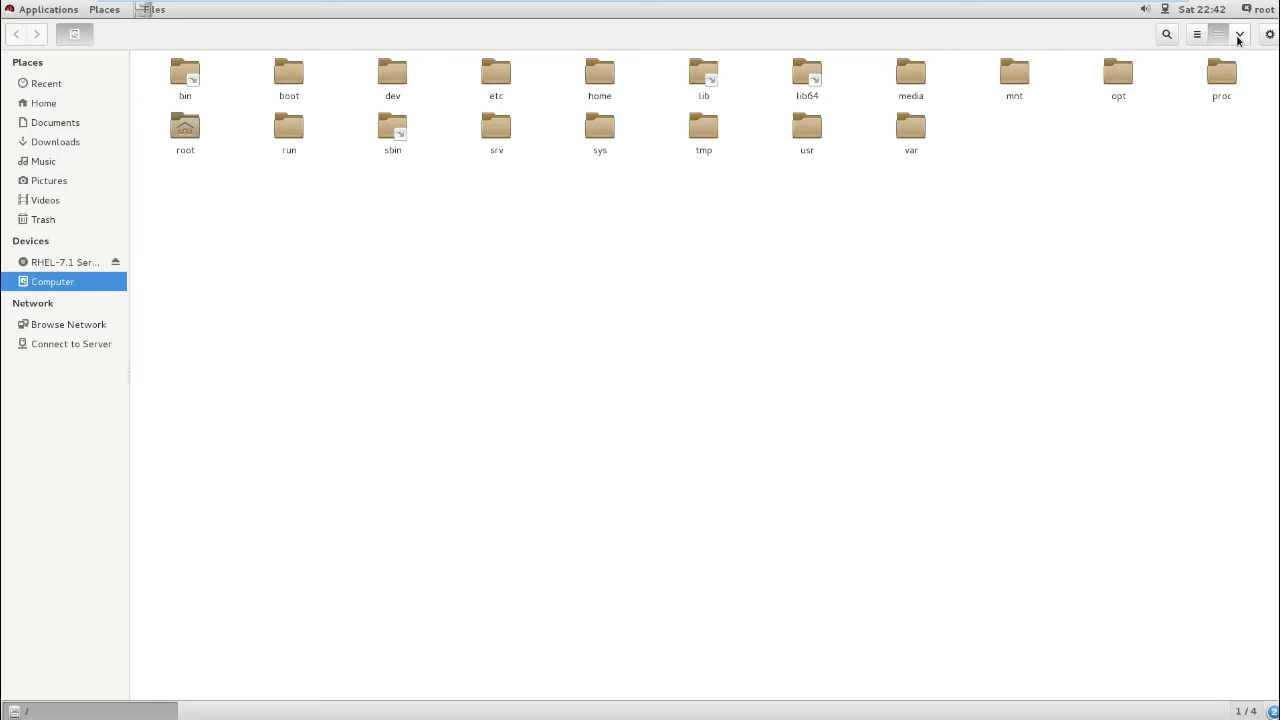 Applications Places Files Sat 22:42 root
Places
Recent
Home
Documents
Downloads
Music
Pictures
Videos
Trash
Devices
RHEL-7.1 Ser...
Computer
Network
Browse Network
Connect to Server
bin boot dev etc home lib lib64 media mnt opt proc
root run sbin srv sys tmp usr var
/ 1 / 4 2